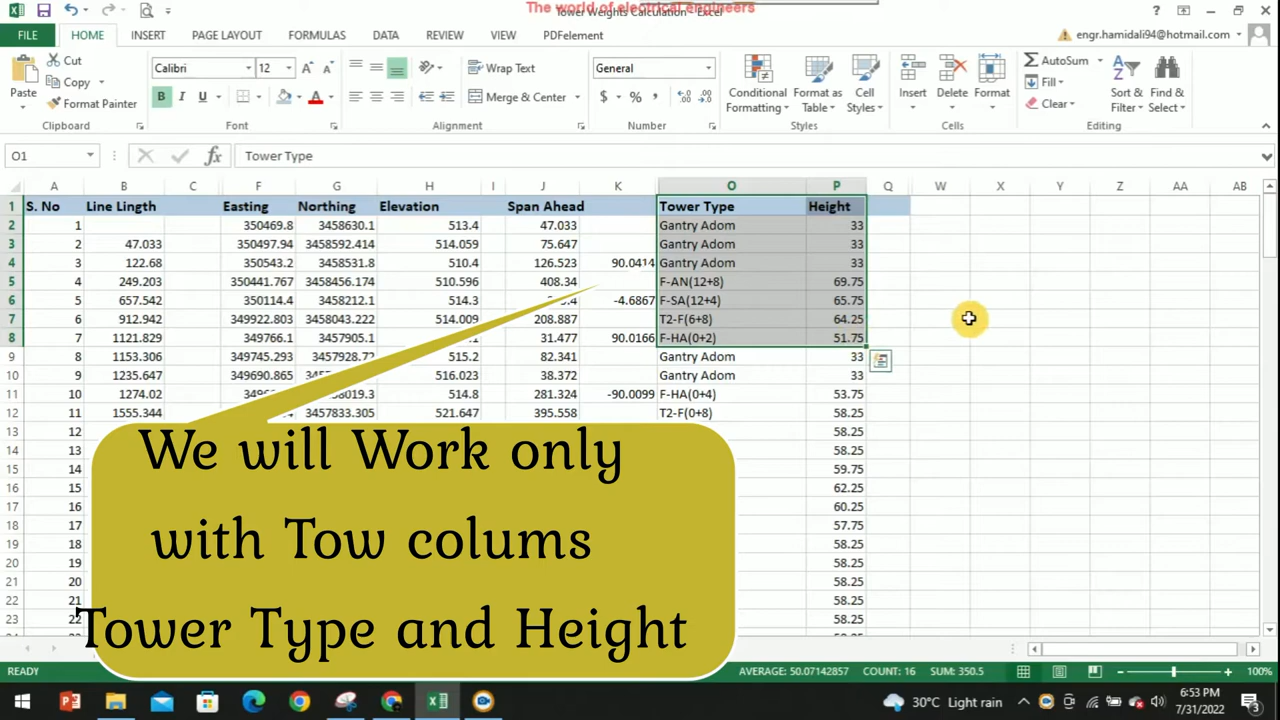 The world of electrical engineers
Tower Weights Calculation - Excel
FILE HOME INSERT PAGE LAYOUT FORMULAS DATA REVIEW VIEW PDFelement engr.hamidali94@hotmail.com
Cut
Copy
Format Painter
Paste
Calibri 12
B I U A
Wrap Text
Merge & Center
General
$ % ,
Conditional Formatting
Format as Table
Cell Styles
Insert Delete Format
AutoSum
Fill
Clear
Sort & Filter
Find & Select
Clipboard Font Alignment Number Styles Cells Editing
O1 fx Tower Type
A B C F G H I J K O P Q W X Y Z AA AB
1 S. No Line Lingth Easting Northing Elevation Span Ahead Tower Type Height
2 1 350469.8 3458630.1 513.4 47.033 Gantry Adom 33
3 2 47.033 350497.94 3458592.414 514.059 75.647 Gantry Adom 33
4 3 122.68 350543.2 3458531.8 510.4 126.523 90.0414 Gantry Adom 33
5 4 249.203 350441.767 3458456.174 510.596 408.34 F-AN(12+8) 69.75
6 5 657.542 350114.4 3458212.1 514.3 -4.6867 F-SA(12+4) 65.75
7 6 912.942 349922.803 3458043.222 514.009 208.887 T2-F(6+8) 64.25
8 7 1121.829 349766.1 3457905.1 31.477 90.0166 F-HA(0+2) 51.75
9 8 1153.306 349745.293 3457928.72 515.2 82.341 Gantry Adom 33
10 9 1235.647 349690.865 516.023 38.372 Gantry Adom 33
11 10 1274.02 514.8 281.324 -90.0099 F-HA(0+4) 53.75
12 11 1555.344 3457833.305 521.647 395.558 T2-F(0+8) 58.25
13 12 58.25
14 13 58.25
15 14 59.75
16 15 62.25
17 16 60.25
18 17 57.75
19 18 58.25
20 19 58.25
21 20 58.25
22 21 58.25
23 22 58.25
We will Work only
with Tow colums
Tower Type and Height
READY AVERAGE: 50.07142857 COUNT: 16 SUM: 350.5 100%
30°C Light rain
6:53 PM
7/31/2022
3